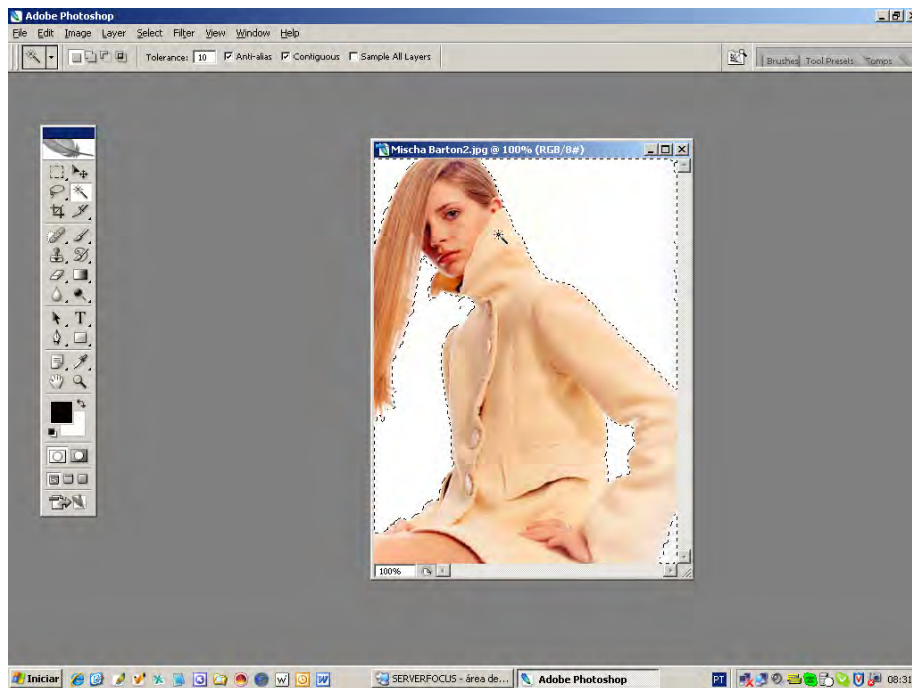 Adobe Photoshop
File Edit Image Layer Select Filter View Window Help
Tolerance: 10 Anti-alias Contiguous Sample All Layers
Brushes Tool Presets Tomps
Mischa Barton2.jpg @ 100% (RGB/8#)
T
100%
Iniciar
W
SERVERFOCUS - área de...
Adobe Photoshop
PT
08:31